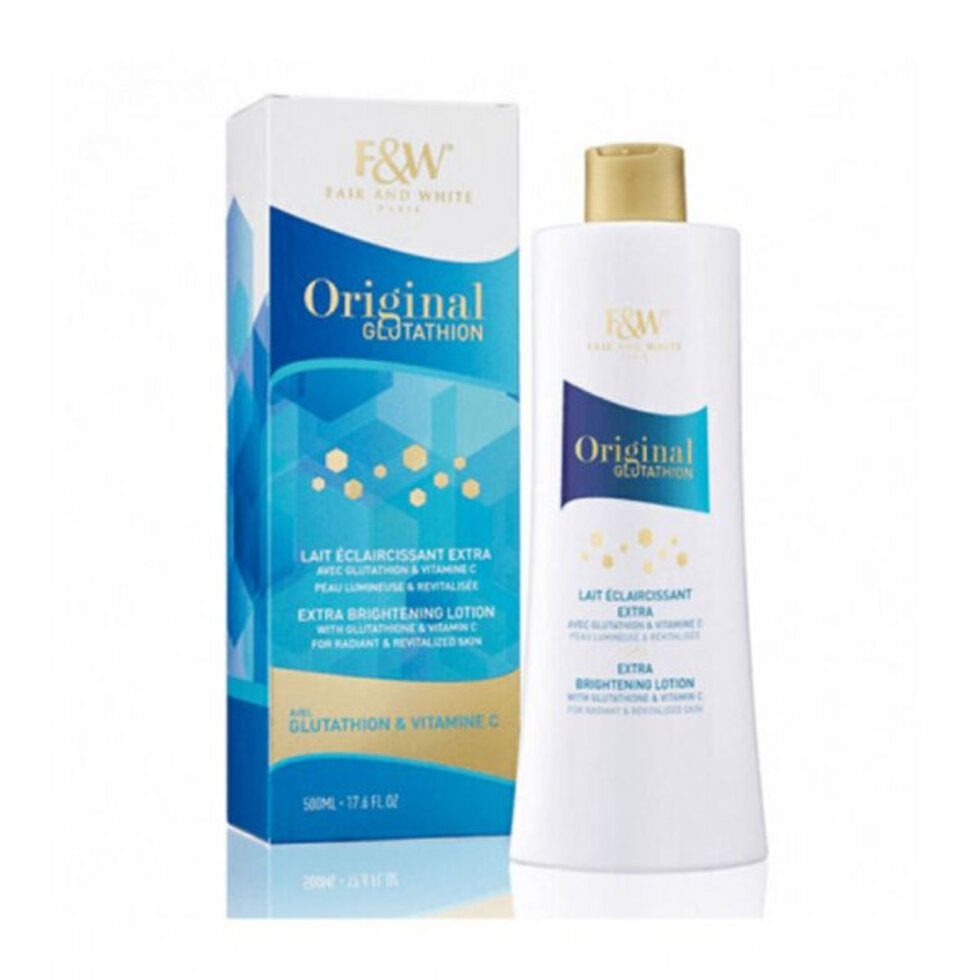 F&W®
FAIR AND WHITE
PARIS
Original
GLUTATHION
LAIT ÉCLAIRCISSANT EXTRA
AVEC GLUTATHION & VITAMINE C
PEAU LUMINEUSE & REVITALISÉE
EXTRA BRIGHTENING LOTION
WITH GLUTATHIONE & VITAMIN C
FOR RADIANT & REVITALIZED SKIN
AVEC
GLUTATHION & VITAMINE C
500ML • 17.6 FL.OZ
F&W
FAIR AND WHITE
Original
GLUTATHION
LAIT ÉCLAIRCISSANT
EXTRA
AVEC GLUTATHION & VITAMINE C
PEAU LUMINEUSE & REVITALISÉE
EXTRA
BRIGHTENING LOTION
WITH GLUTATHIONE & VITAMIN C
FOR RADIANT & REVITALIZED SKIN